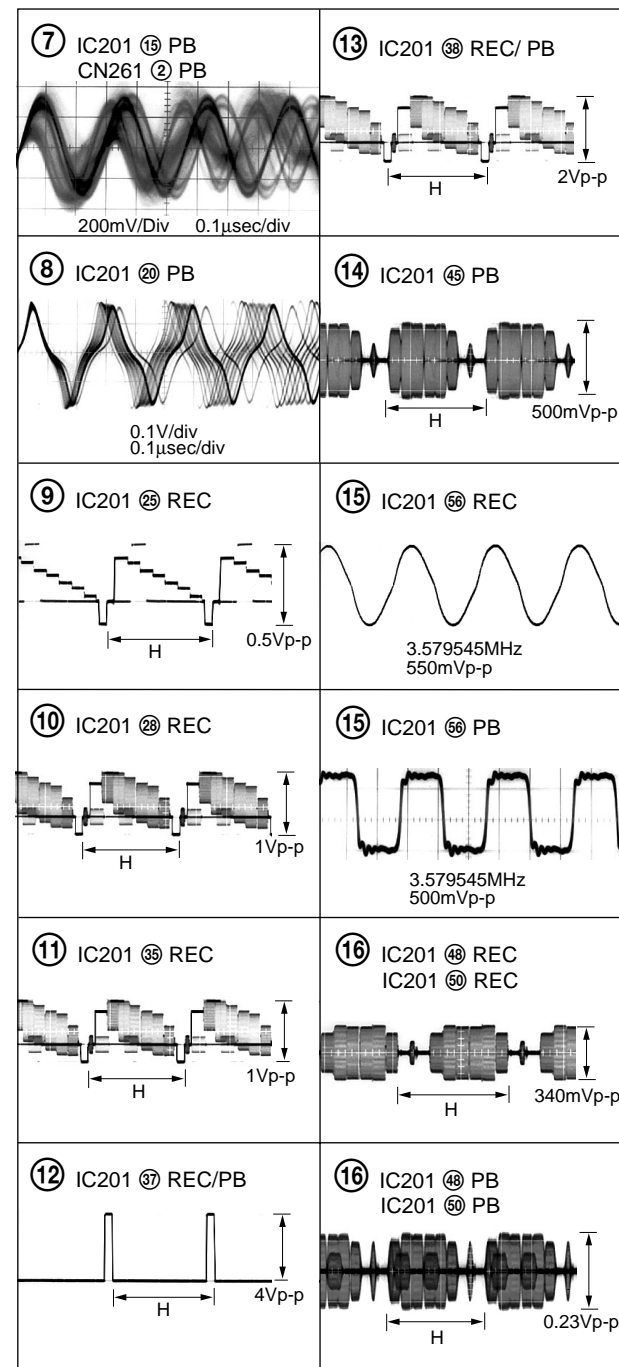 ⑦ IC201 ⑮ PB
CN261 ② PB
200mV/Div 0.1µsec/div
⑧ IC201 ⑳ PB
0.1V/div
0.1µsec/div
⑨ IC201 ㉕ REC
0.5Vp-p
H
⑩ IC201 ㉘ REC
1Vp-p
H
⑪ IC201 ㉟ REC
1Vp-p
H
⑫ IC201 ㊲ REC/PB
4Vp-p
H
⑬ IC201 ㊳ REC/ PB
2Vp-p
H
⑭ IC201 ㊺ PB
500mVp-p
H
⑮ IC201 56 REC
3.579545MHz
550mVp-p
⑮ IC201 56 PB
3.579545MHz
500mVp-p
⑯ IC201 ㊽ REC
IC201 ㊿ REC
340mVp-p
H
⑯ IC201 ㊽ PB
IC201 ㊿ PB
0.23Vp-p
H